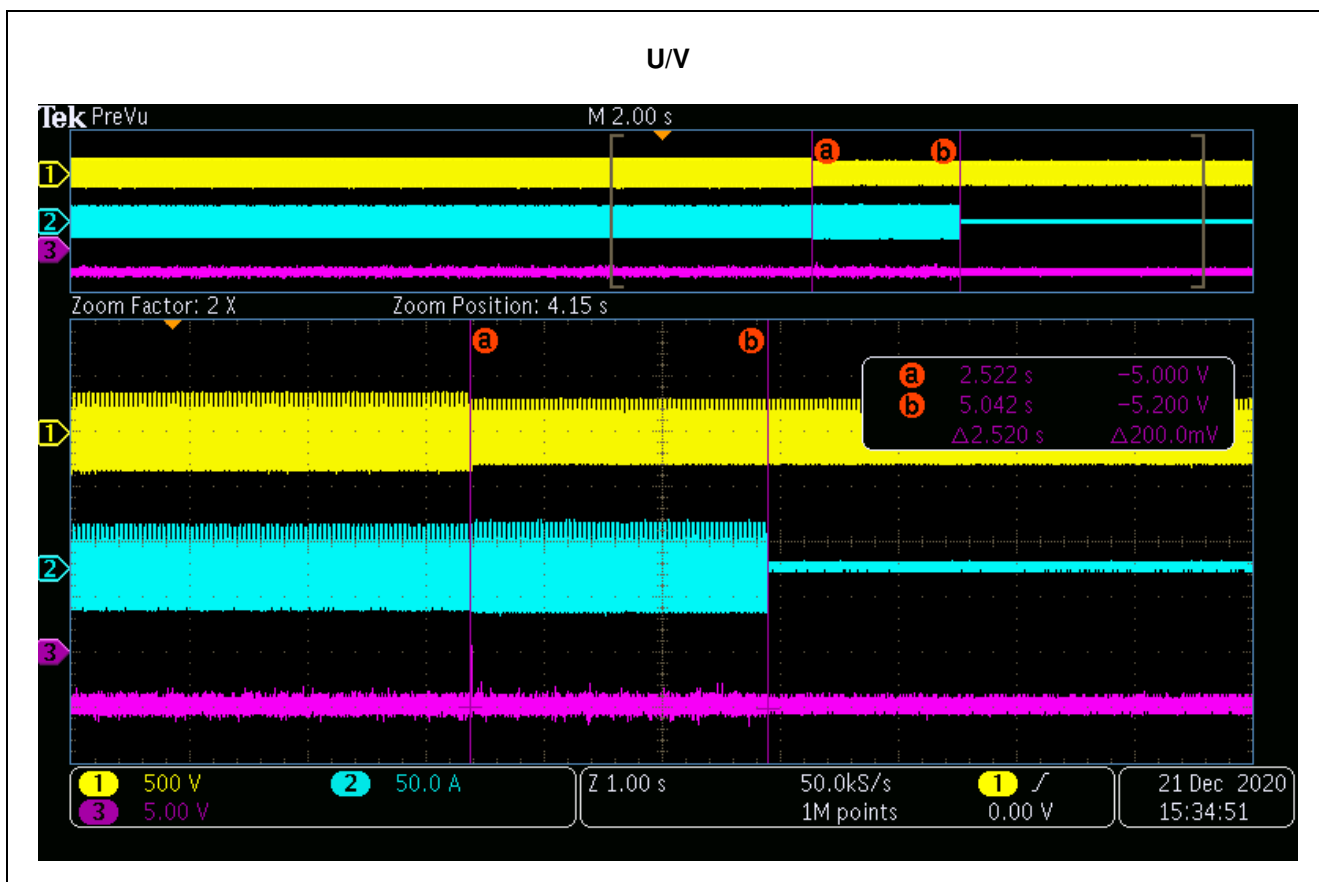 U/V
Tek PreVu M 2.00 s
1
a b
2
3
Zoom Factor: 2 X Zoom Position: 4.15 s
a b
a 2.522 s −5.000 V
b 5.042 s −5.200 V
△2.520 s △200.0mV
1
2
3
1 500 V 2 50.0 A Z 1.00 s 50.0kS/s 1 21 Dec 2020
3 5.00 V 1M points 0.00 V 15:34:51